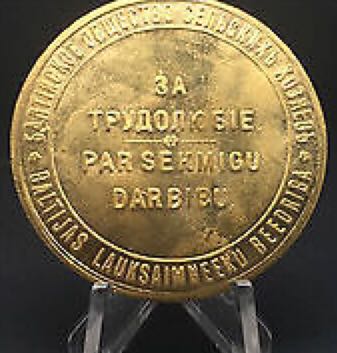 БАЛТІЙСКОЕ ОБЩЕСТВО СЕЛЬСКИХЪ ХОЗЯЕВЪ
ЗА
ТРУДОЛЮБІЕ
PAR SEKMIGU
DARBIBU
BALTIJAS LAUKSAIMNEEKU BEEDRIBA